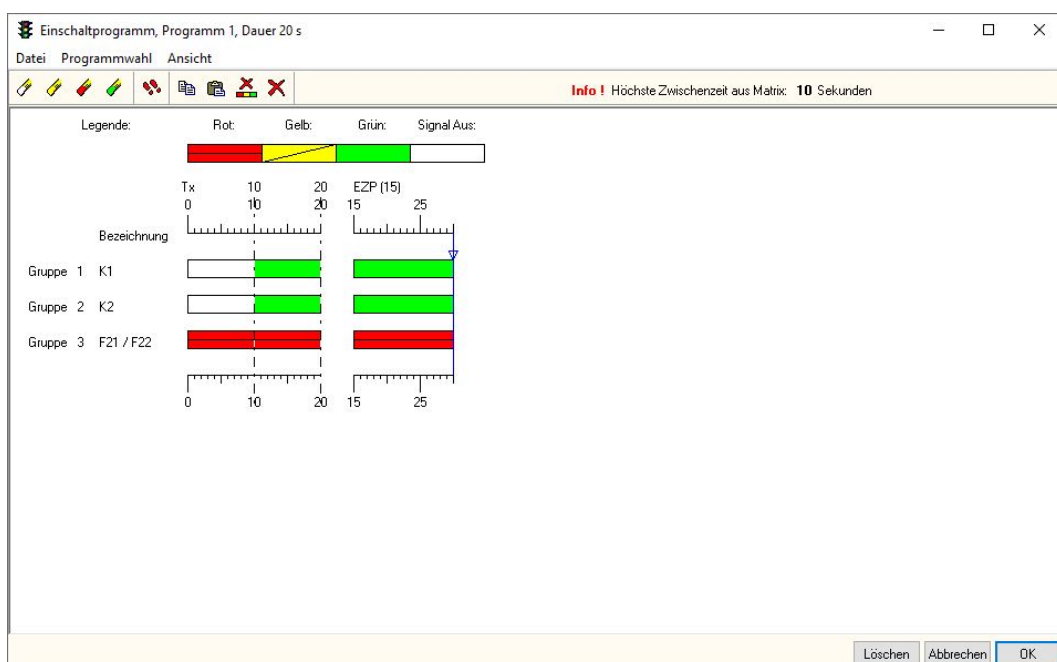 Einschaltprogramm, Programm 1, Dauer 20 s
Datei Programmwahl Ansicht
Info ! Höchste Zwischenzeit aus Matrix: 10 Sekunden
Legende: Rot: Gelb: Grün: Signal Aus:
Tx 10 20 EZP (15)
0 10 20 15 25
Bezeichnung
Gruppe 1 K1
Gruppe 2 K2
Gruppe 3 F21 / F22
0 10 20 15 25
Löschen Abbrechen OK